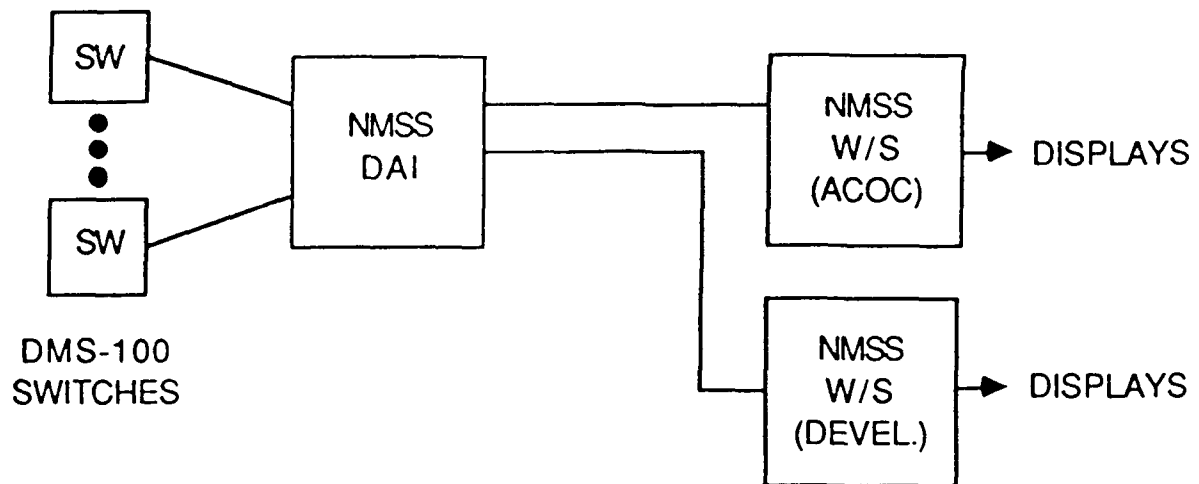 SW
SW
DMS-100
SWITCHES
NMSS
DAI
NMSS
W/S
(ACOC)
DISPLAYS
NMSS
W/S
(DEVEL.)
DISPLAYS